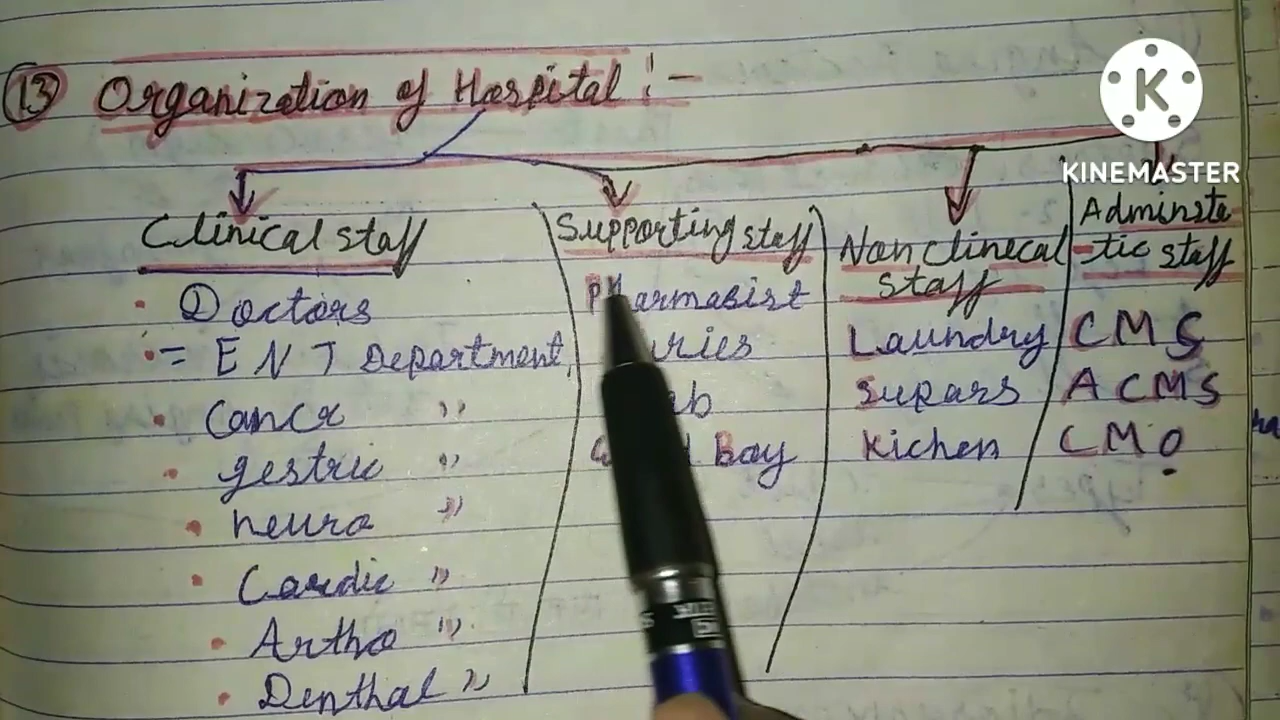 13 Organization of Hospital :-
Clinical staff
Doctors
= E N T Department
Cancr "
gestric "
neuro "
Cardic "
Artho "
Denthal "
Supporting staff
Pharmasist
Boy
Non clinecal
staff
Laundry
Supars
Kichen
Adminste
-tic staff
CMS
ACMS
CMO
K
KINEMASTER